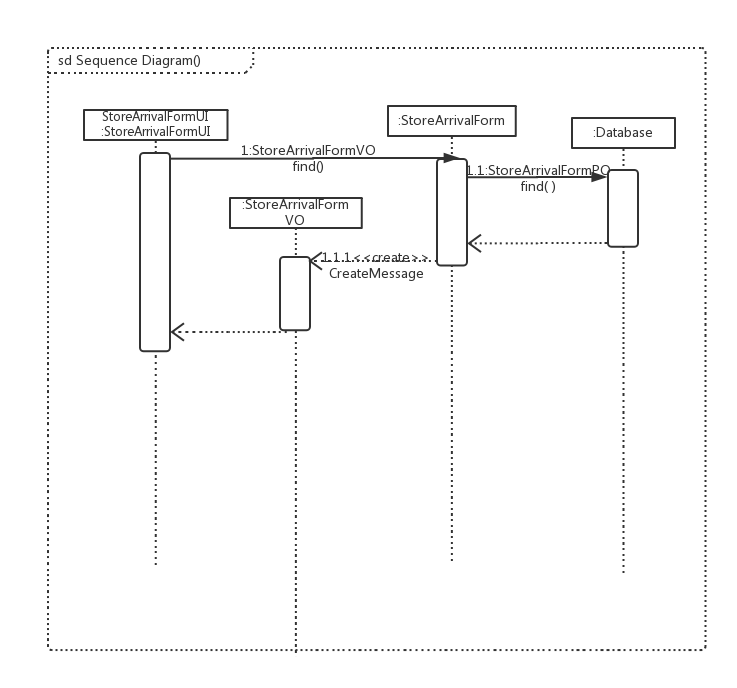 sd Sequence Diagram()
StoreArrivalFormUI
:StoreArrivalFormUI
:StoreArrivalForm
:Database
1:StoreArrivalFormVO
find()
1.1:StoreArrivalFormPO
find( )
:StoreArrivalForm
VO
1.1.1<<create>>
CreateMessage